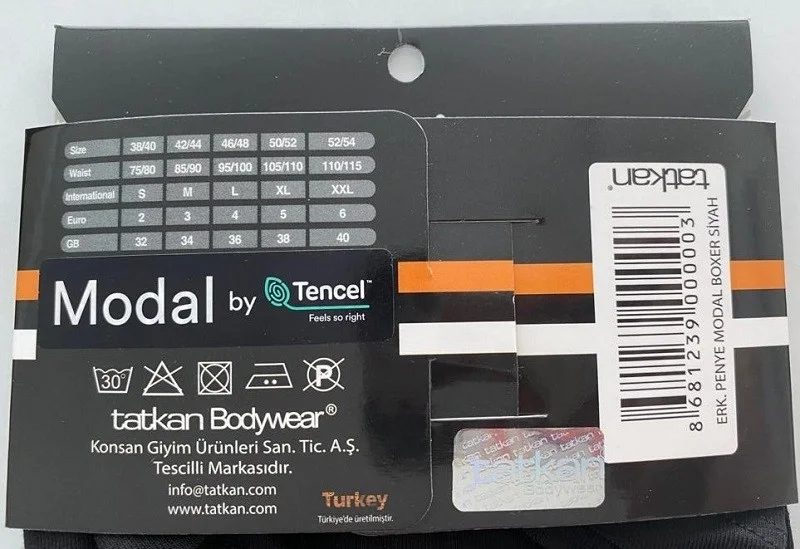 Size 38/40 42/44 46/48 50/52 52/54
Waist 75/80 85/90 95/100 105/110 110/115
International S M L XL XXL
Euro 2 3 4 5 6
GB 32 34 36 38 40
Modal by Tencel™
Feels so right
30°
P
tatkan Bodywear®
Konsan Giyim Ürünleri San. Tic. A.Ş.
Tescilli Markasıdır.
info@tatkan.com
www.tatkan.com
Turkey
Türkiye'de üretilmiştir.
tatkan
8 681239 000003
ERK. PENYE MODAL BOXER SİYAH
tatkan
Bodywear